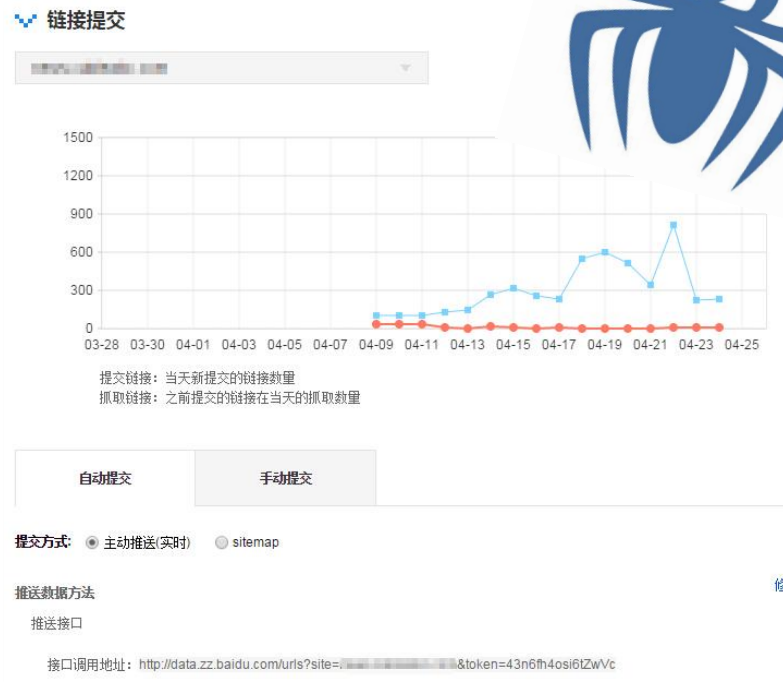 链接提交
1500
1200
900
600
300
0
03-28 03-30 04-01 04-03 04-05 04-07 04-09 04-11 04-13 04-15 04-17 04-19 04-21 04-23 04-25
提交链接：当天新提交的链接数量
抓取链接：之前提交的链接在当天的抓取数量
自动提交 手动提交
提交方式: 主动推送(实时) sitemap
推送数据方法
推送接口
接口调用地址：http://data.zz.baidu.com/urls?site= &token=43n6fh4osi6tZwVc